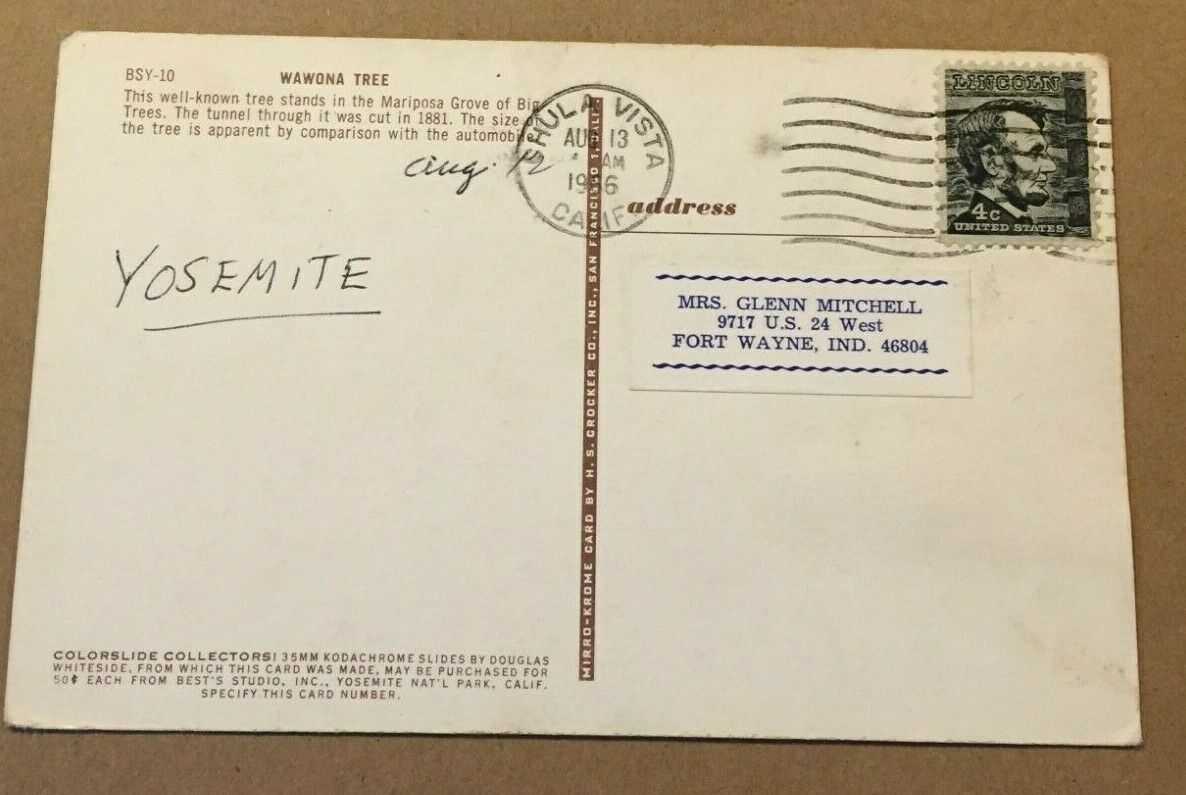 BSY-10 WAWONA TREE
This well-known tree stands in the Mariposa Grove of Big
Trees. The tunnel through it was cut in 1881. The size of
the tree is apparent by comparison with the automobile.
Aug. 12
YOSEMITE
COLORSLIDE COLLECTORS! 35MM KODACHROME SLIDES BY DOUGLAS
WHITESIDE, FROM WHICH THIS CARD WAS MADE, MAY BE PURCHASED FOR
50¢ EACH FROM BEST'S STUDIO, INC., YOSEMITE NAT'L PARK, CALIF.
SPECIFY THIS CARD NUMBER.
MIRRO-KROME CARD BY H. S. CROCKER CO., INC., SAN FRANCISCO 1, CALIF.
CHULA VISTA
AUG 13
AM
1966
CALIF
LINCOLN
4c
UNITED STATES
address
MRS. GLENN MITCHELL
9717 U.S. 24 West
FORT WAYNE, IND. 46804